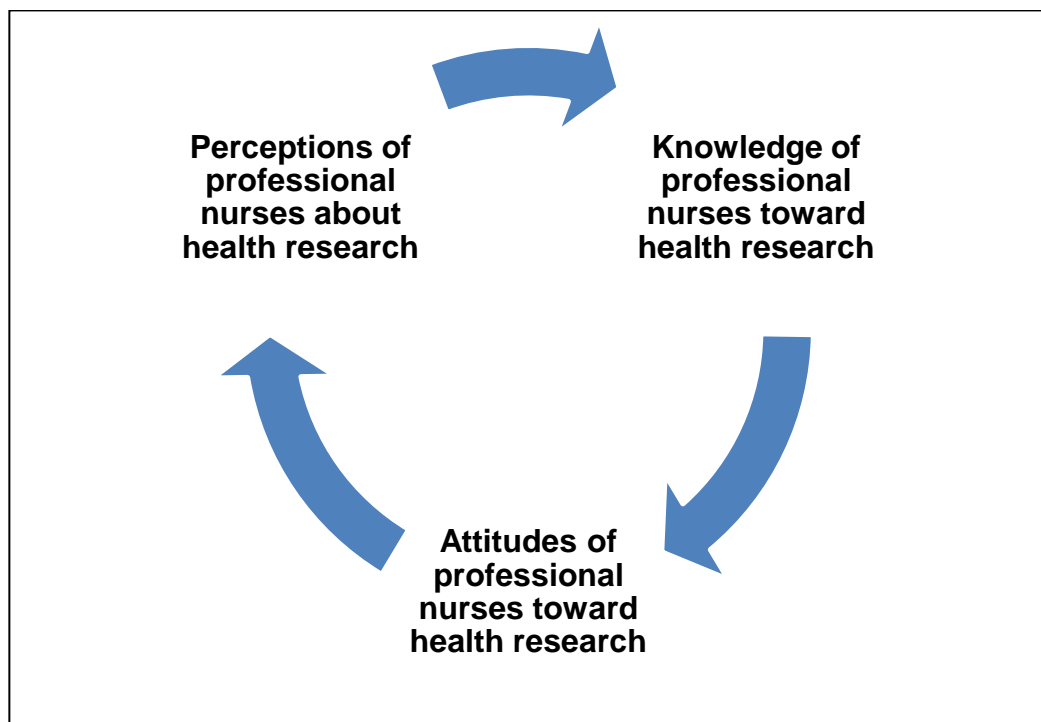 Perceptions of
professional
nurses about
health research
Knowledge of
professional
nurses toward
health research
Attitudes of
professional
nurses toward
health research